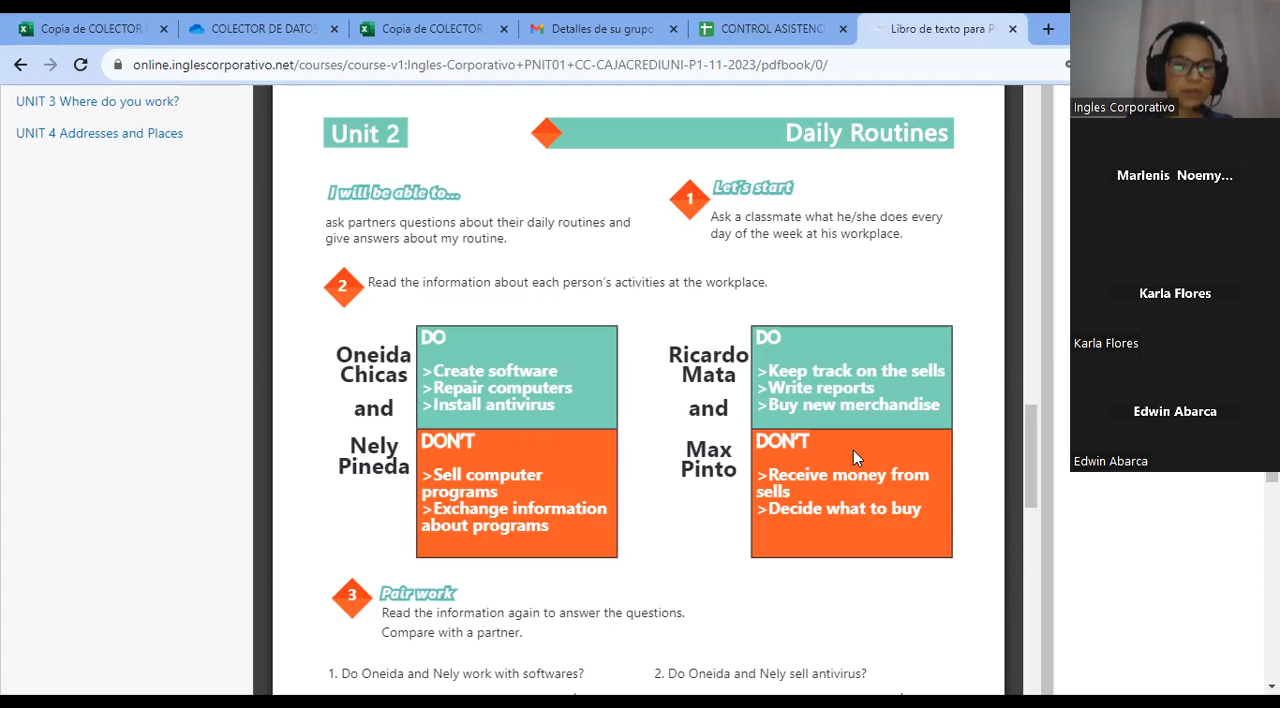 Copia de COLECTOR
COLECTOR DE DATOS
Copia de COLECTOR
Detalles de su grupo
CONTROL ASISTENC
Libro de texto para P
online.inglescorporativo.net/courses/course-v1:Ingles-Corporativo+PNIT01+CC-CAJACREDIUNI-P1-11-2023/pdfbook/0/
UNIT 3 Where do you work?
UNIT 4 Addresses and Places
Unit 2
Daily Routines
I will be able to...
ask partners questions about their daily routines and
give answers about my routine.
1
Let's start
Ask a classmate what he/she does every
day of the week at his workplace.
2
Read the information about each person's activities at the workplace.
Oneida
Chicas
and
Nely
Pineda
DO
>Create software
>Repair computers
>Install antivirus
DON'T
>Sell computer
programs
>Exchange information
about programs
Ricardo
Mata
and
Max
Pinto
DO
>Keep track on the sells
>Write reports
>Buy new merchandise
DON'T
>Receive money from
sells
>Decide what to buy
3
Pair work
Read the information again to answer the questions.
Compare with a partner.
1. Do Oneida and Nely work with softwares?
2. Do Oneida and Nely sell antivirus?
Ingles Corporativo
Marlenis Noemy...
Karla Flores
Karla Flores
Edwin Abarca
Edwin Abarca